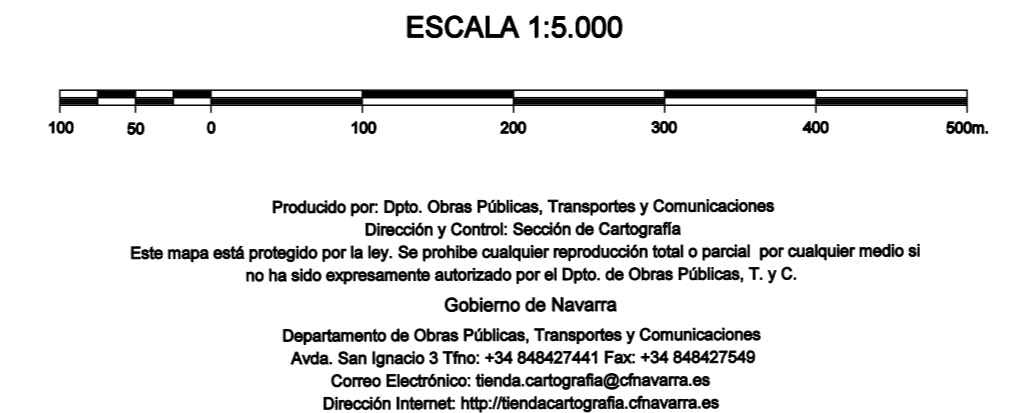 ESCALA 1:5.000
100 50 0 100 200 300 400 500m.
Producido por: Dpto. Obras Públicas, Transportes y Comunicaciones
Dirección y Control: Sección de Cartografía
Este mapa está protegido por la ley. Se prohibe cualquier reproducción total o parcial por cualquier medio si
no ha sido expresamente autorizado por el Dpto. de Obras Públicas, T. y C.
Gobierno de Navarra
Departamento de Obras Públicas, Transportes y Comunicaciones
Avda. San Ignacio 3 Tfno: +34 848427441 Fax: +34 848427549
Correo Electrónico: tienda.cartografia@cfnavarra.es
Dirección Internet: http://tiendacartografia.cfnavarra.es